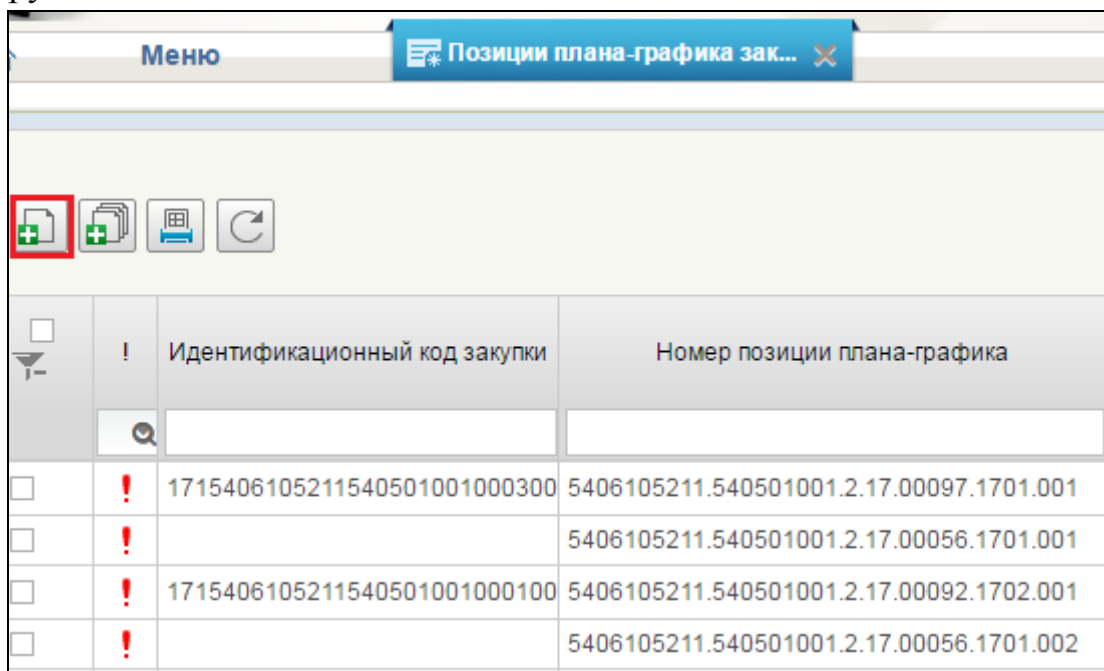 Меню
Позиции плана-графика зак...
! Идентификационный код закупки Номер позиции плана-графика
! 171540610521154050100100030 5406105211.540501001.2.17.00097.1701.001
! 5406105211.540501001.2.17.00056.1701.001
! 171540610521154050100100010 5406105211.540501001.2.17.00092.1702.001
! 5406105211.540501001.2.17.00056.1701.002